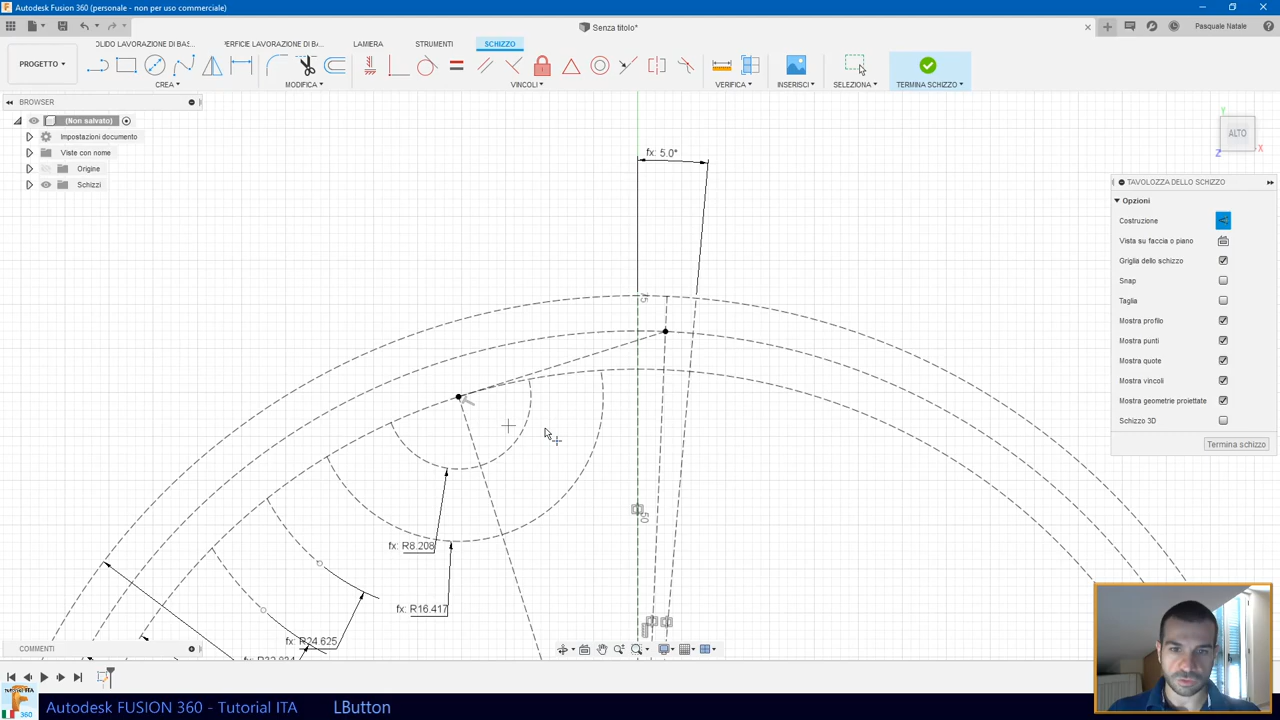 Autodesk Fusion 360 (personale - non per uso commerciale)
Senza titolo*
Pasquale Natale
PROGETTO
OLIDO LAVORAZIONE DI BAS...
ERFICIE LAVORAZIONE DI BA...
LAMIERA
STRUMENTI
SCHIZZO
CREA
MODIFICA
VINCOLI
VERIFICA
INSERISCI
SELEZIONA
TERMINA SCHIZZO
BROWSER
(Non salvato)
Impostazioni documento
Viste con nome
Origine
Schizzi
ALTO
Y
X
Z
fx: 5.0°
75
50
fx: R8.208
fx: R16.417
fx: R24.625
TAVOLOZZA DELLO SCHIZZO
Opzioni
Costruzione
Vista su faccia o piano
Griglia dello schizzo
Snap
Taglia
Mostra profilo
Mostra punti
Mostra quote
Mostra vincoli
Mostra geometrie proiettate
Schizzo 3D
Termina schizzo
COMMENTI
360
Autodesk FUSION 360 - Tutorial ITA
LButton